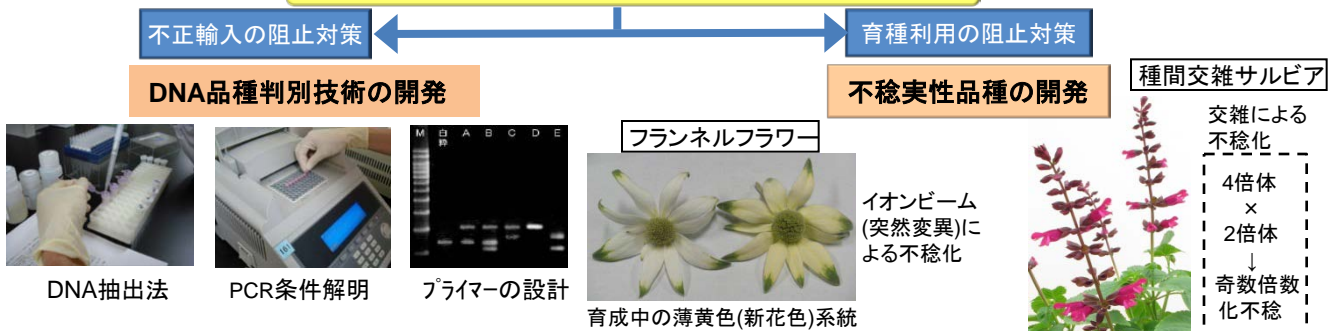 不正輸入の阻止対策
育種利用の阻止対策
DNA品種判別技術の開発
不稔実性品種の開発
種間交雑サルビア
M 白粋 A B C D E
フランネルフラワー
交雑による
不稔化
4倍体
×
2倍体
↓
奇数倍数
化不稔
イオンビーム
(突然変異)に
よる不稔化
DNA抽出法
PCR条件解明
プライマーの設計
育成中の薄黄色(新花色)系統